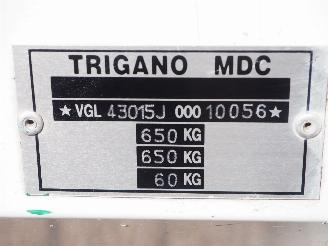 TRIGANO MDC
★VGL 43015J 000 10056★
650 KG
650 KG
60 KG